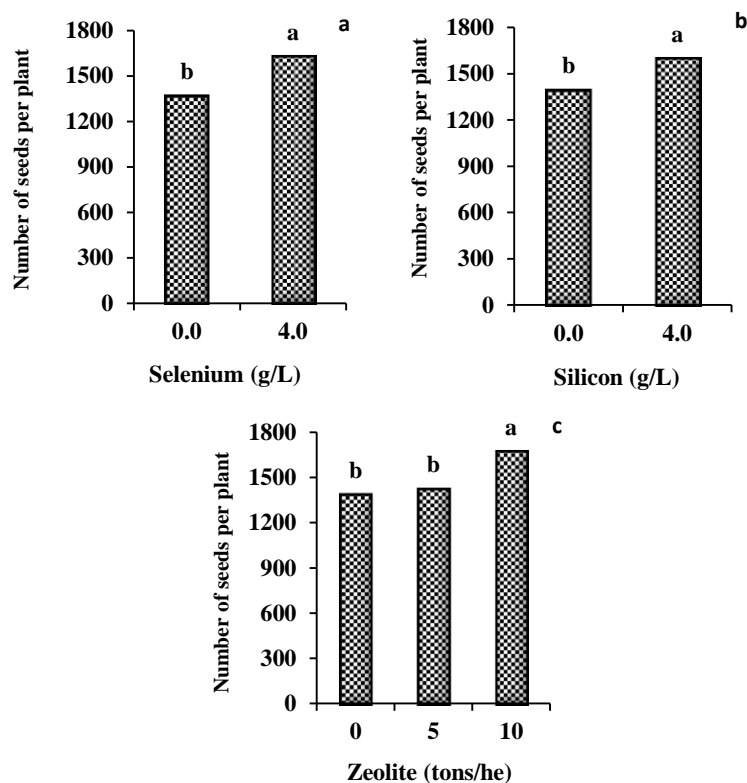 a
Number of seeds per plant
1800
1500
1200
900
600
300
0
b
a
0.0 4.0
Selenium (g/L)
b
Number of seeds per plant
1800
1500
1200
900
600
300
0
b
a
0.0 4.0
Silicon (g/L)
c
Number of seeds per plant
1800
1500
1200
900
600
300
0
b
b
a
0 5 10
Zeolite (tons/he)